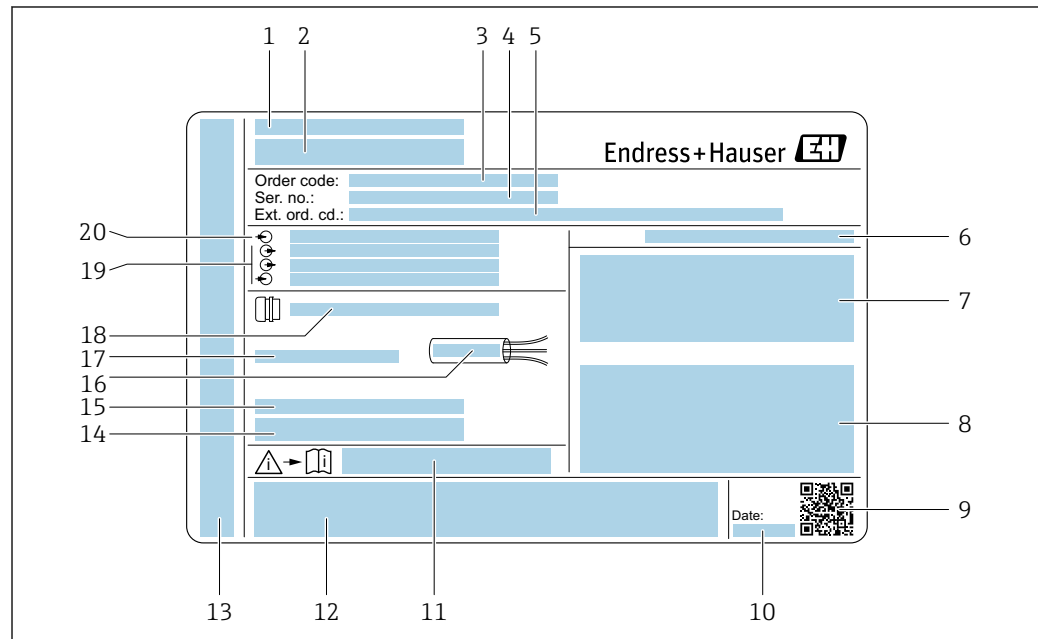 1 2 3 4 5
Endress+Hauser EH
Order code:
Ser. no.:
Ext. ord. cd.:
20
6
19
i
7
18
17
16
15
14
8
i i
Date:
9
13 12 11 10